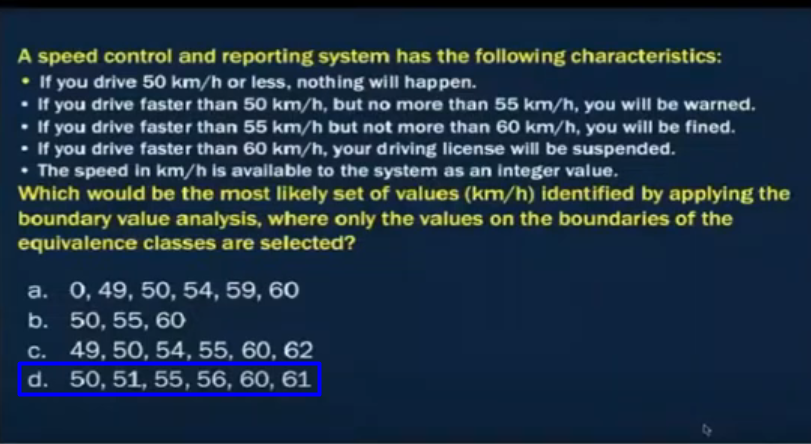 A speed control and reporting system has the following characteristics:
• If you drive 50 km/h or less, nothing will happen.
• If you drive faster than 50 km/h, but no more than 55 km/h, you will be warned.
• If you drive faster than 55 km/h but not more than 60 km/h, you will be fined.
• If you drive faster than 60 km/h, your driving license will be suspended.
• The speed in km/h is available to the system as an integer value.
Which would be the most likely set of values (km/h) identified by applying the
boundary value analysis, where only the values on the boundaries of the
equivalence classes are selected?
a. 0, 49, 50, 54, 59, 60
b. 50, 55, 60
c. 49, 50, 54, 55, 60, 62
d. 50, 51, 55, 56, 60, 61